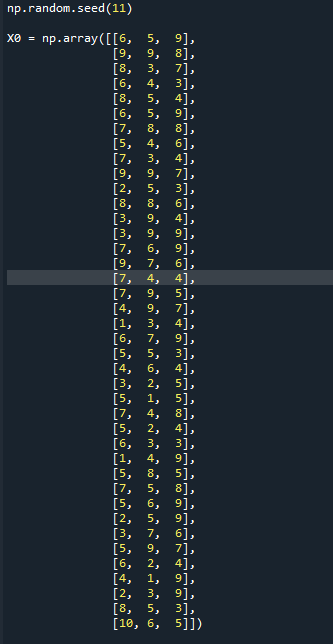 np.random.seed(11)
X0 = np.array([[6, 5, 9],
[9, 9, 8],
[8, 3, 7],
[6, 4, 3],
[8, 5, 4],
[6, 5, 9],
[7, 8, 8],
[5, 4, 6],
[7, 3, 4],
[9, 9, 7],
[2, 5, 3],
[8, 8, 6],
[3, 9, 4],
[3, 9, 9],
[7, 6, 9],
[9, 7, 6],
[7, 4, 4],
[7, 9, 5],
[4, 9, 7],
[1, 3, 4],
[6, 7, 9],
[5, 5, 3],
[4, 6, 4],
[3, 2, 5],
[5, 1, 5],
[7, 4, 8],
[5, 2, 4],
[6, 3, 3],
[1, 4, 9],
[5, 8, 5],
[7, 5, 8],
[5, 6, 9],
[2, 5, 9],
[3, 7, 6],
[5, 9, 7],
[6, 2, 4],
[4, 1, 9],
[2, 3, 9],
[8, 5, 3],
[10, 6, 5]])